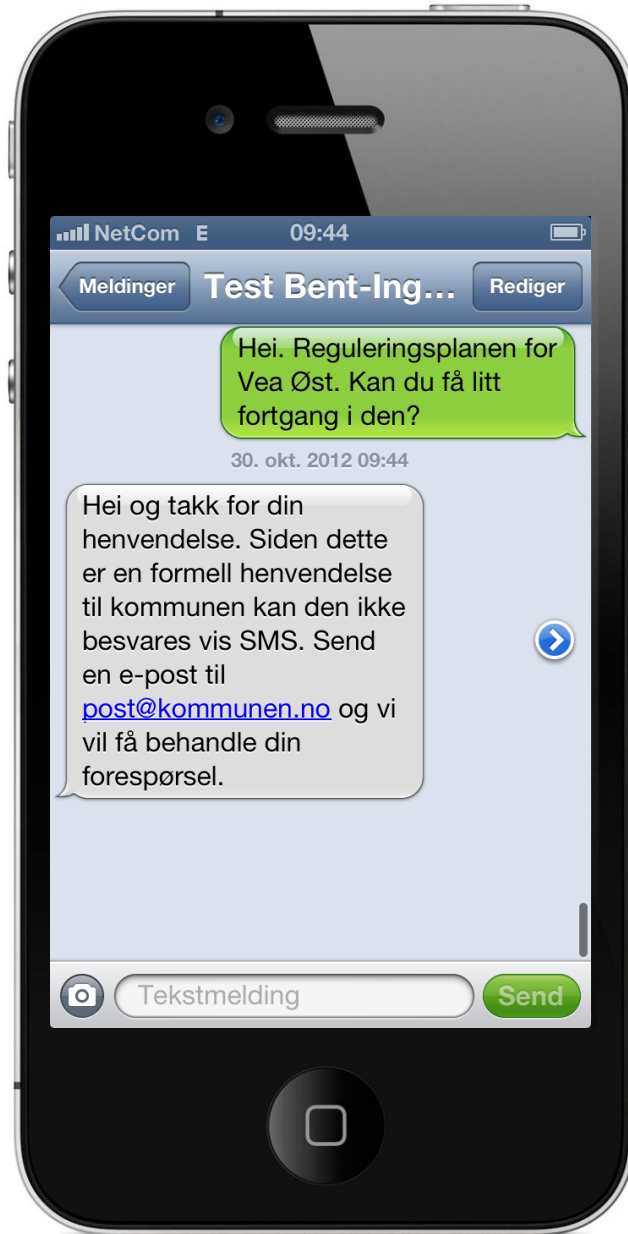 NetCom E 09:44
Meldinger Test Bent-Ing... Rediger
Hei. Reguleringsplanen for
Vea Øst. Kan du få litt
fortgang i den?
30. okt. 2012 09:44
Hei og takk for din
henvendelse. Siden dette
er en formell henvendelse
til kommunen kan den ikke
besvares vis SMS. Send
en e-post til
post@kommunen.no og vi
vil få behandle din
forespørsel.
Tekstmelding Send